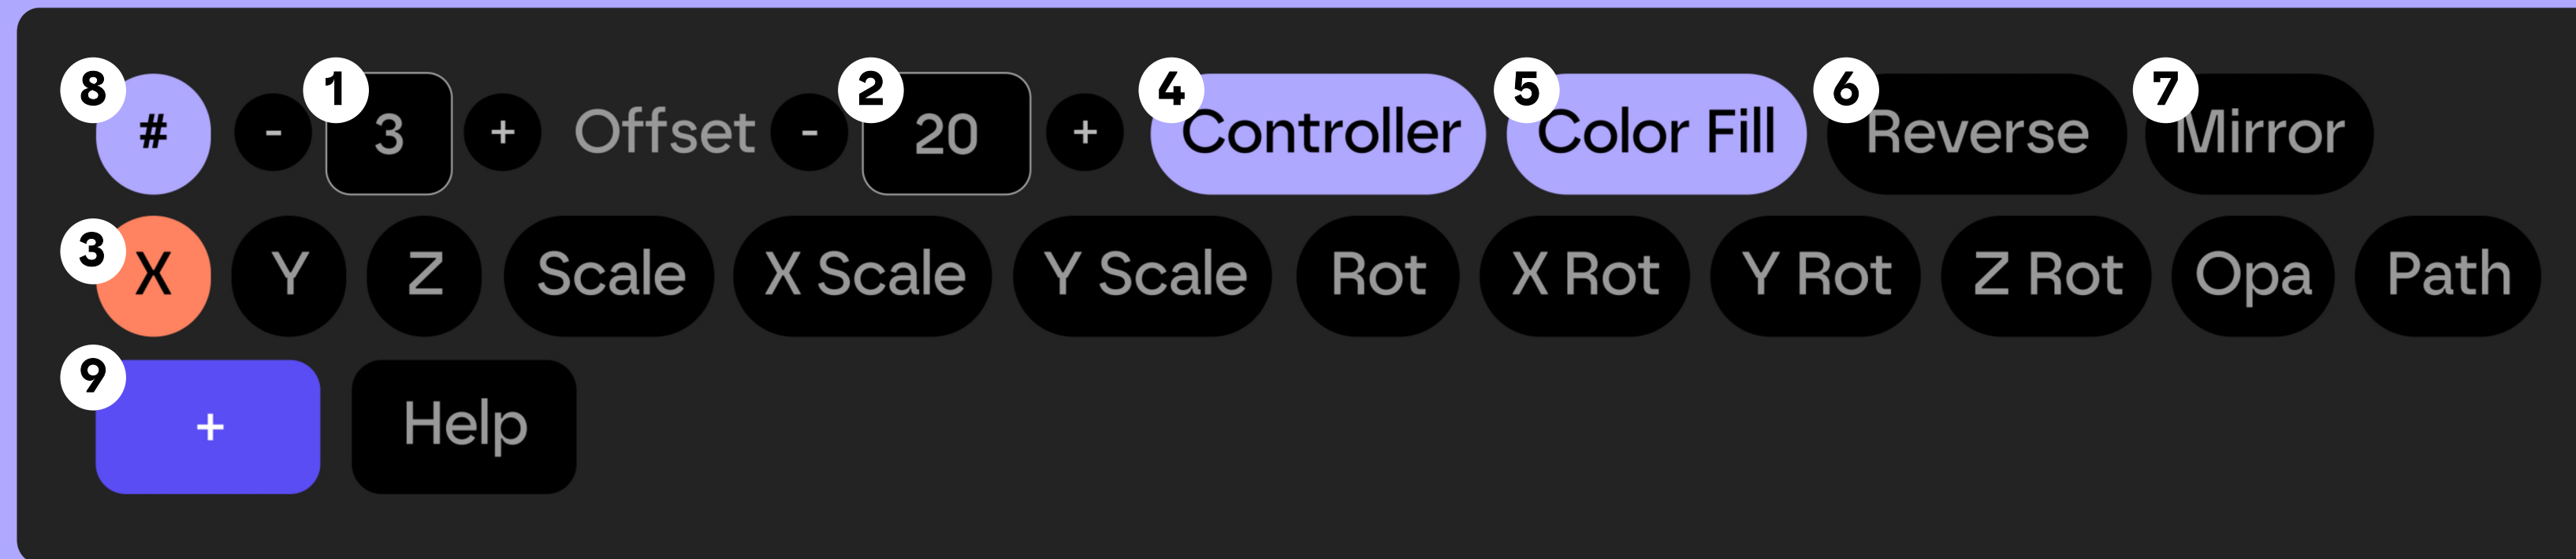 8 # - 1 3 + Offset - 2 20 + 4 Controller 5 Color Fill 6 Reverse 7 Mirror
3 X Y Z Scale X Scale Y Scale Rot X Rot Y Rot Z Rot Opa Path
9 + Help